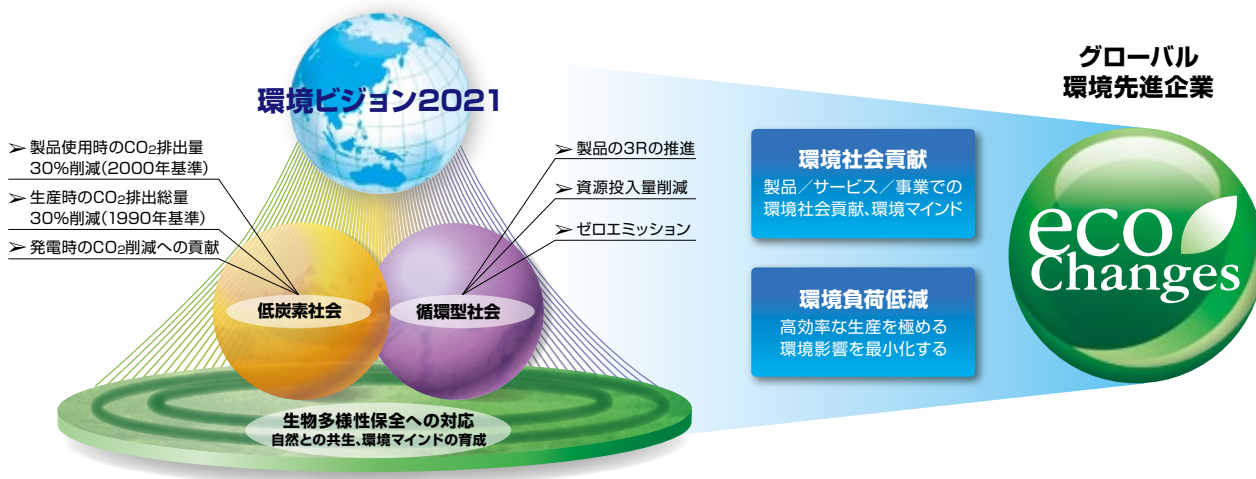 環境ビジョン2021
➢ 製品使用時のCO₂排出量
30%削減(2000年基準)
➢ 生産時のCO₂排出総量
30%削減(1990年基準)
➢ 発電時のCO₂削減への貢献
➢ 製品の3Rの推進
➢ 資源投入量削減
➢ ゼロエミッション
低炭素社会
循環型社会
生物多様性保全への対応
自然との共生、環境マインドの育成
環境社会貢献
製品／サービス／事業での
環境社会貢献、環境マインド
環境負荷低減
高効率な生産を極める
環境影響を最小化する
グローバル
環境先進企業
eco
Changes